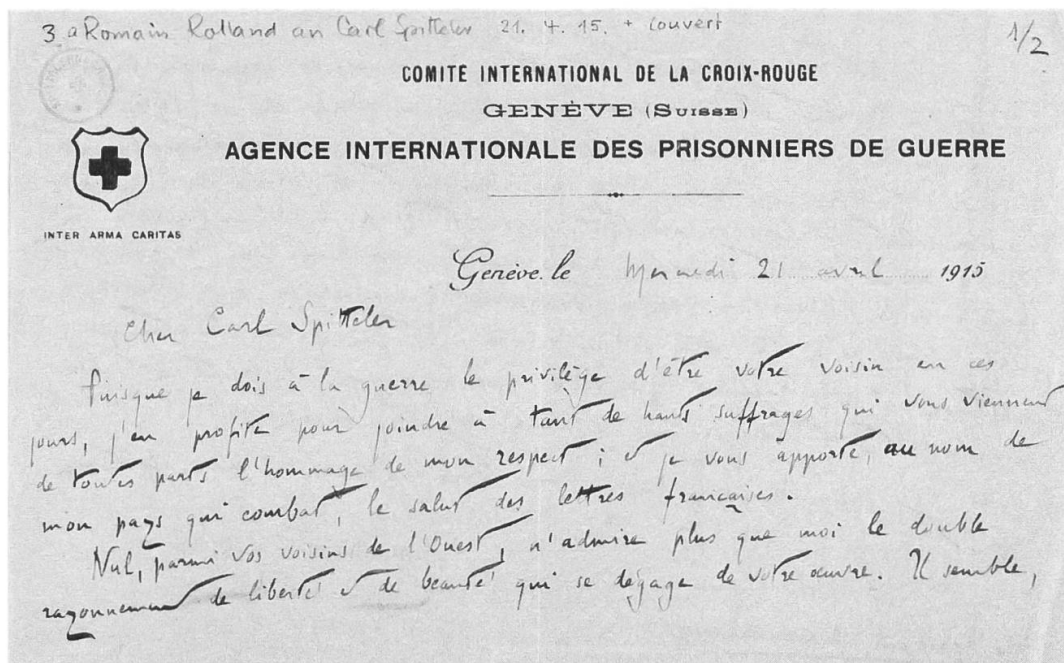 3 a Romain Rolland an Carl Spitteler 21. 4. 15. + Couvert
1/2
COMITÉ INTERNATIONAL DE LA CROIX-ROUGE
GENÈVE (SUISSE)
AGENCE INTERNATIONALE DES PRISONNIERS DE GUERRE
INTER ARMA CARITAS
Genève, le Mercredi 21 avril 1915
Cher Carl Spitteler
Puisque je dois à la guerre le privilège d'être votre voisin en ces
jours, j'en profite pour joindre à tant de hauts suffrages qui vous viennent
de toutes parts l'hommage de mon respect ; et je vous apporte, au nom de
mon pays qui combat, le salut des lettres françaises.
Nul, parmi vos voisins de l'Ouest, n'admire plus que moi le double
rayonnement de liberté et de beauté qui se dégage de votre œuvre. Il semble,